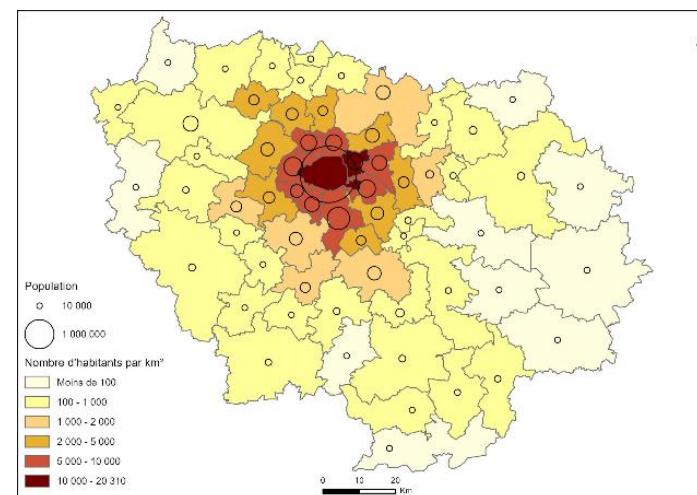 Population
10 000
1 000 000
Nombre d'habitants par km²
Moins de 100
100 - 1 000
1 000 - 2 000
2 000 - 5 000
5 000 - 10 000
10 000 - 20 310
0 10 20
Km